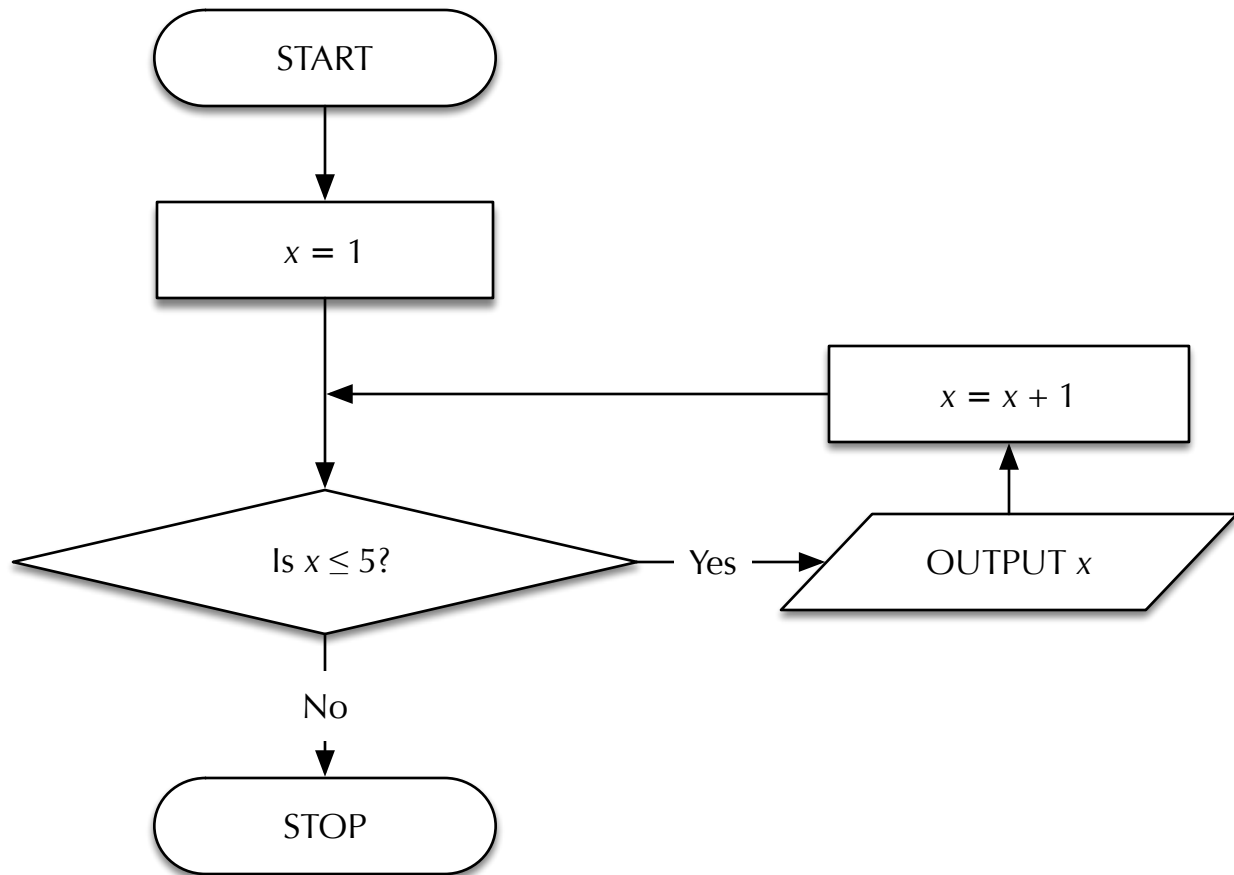 START
x = 1
x = x + 1
Is x ≤ 5?
Yes
OUTPUT x
No
STOP